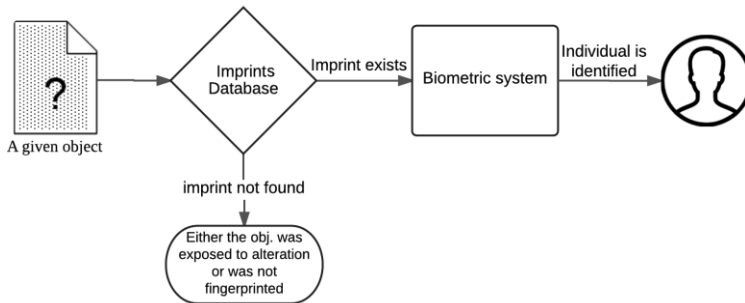 ?
A given object
Imprints
Database
Imprint exists
Biometric system
Individual is
identified
imprint not found
Either the obj. was
exposed to alteration
or was not
fingerprinted